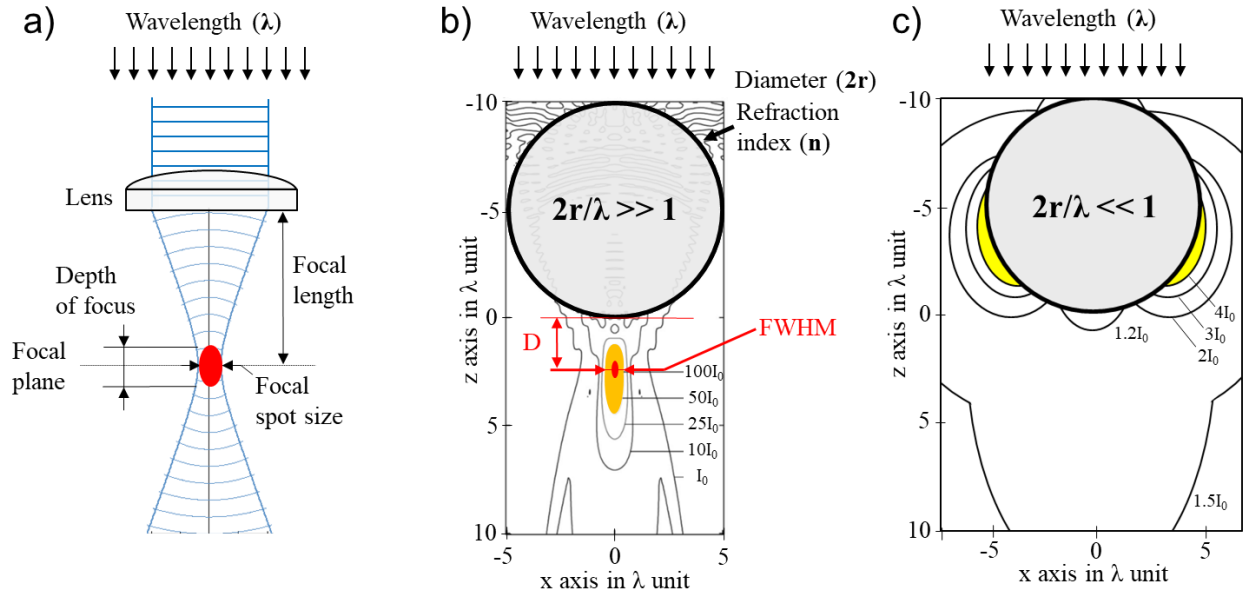 a)
Wavelength (λ)
Lens
Focal
length
Depth
of focus
Focal
plane
Focal
spot size
b)
Wavelength (λ)
Diameter (2r)
Refraction
index (n)
2r/λ >> 1
D
FWHM
100I₀
50I₀
25I₀
10I₀
I₀
-10
-5
0
5
10
z axis in λ unit
-5
0
5
x axis in λ unit
c)
Wavelength (λ)
2r/λ << 1
4I₀
3I₀
2I₀
1.2I₀
1.5I₀
-10
-5
0
5
10
z axis in λ unit
-5
0
5
x axis in λ unit